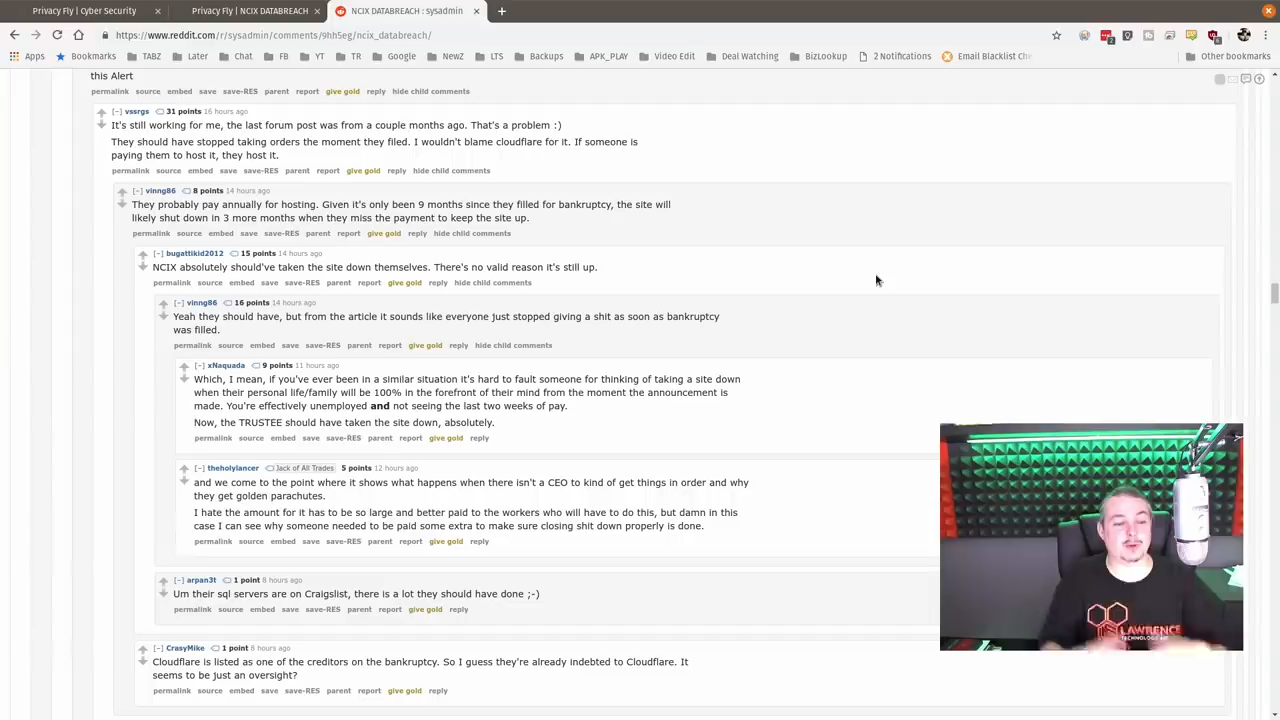 Privacy Fly | Cyber Security
Privacy Fly | NCIX DATABREACH
NCIX DATABREACH : sysadmin
https://www.reddit.com/r/sysadmin/comments/9hh5eg/ncix_databreach/
Apps Bookmarks TABZ Later Chat FB YT TR Google NewZ LTS Backups APK_PLAY Video Edit Deal Watching BizLookup 2 Notifications Email Blacklist Che Other bookmarks
this Alert
permalink source embed save save-RES parent report give gold reply hide child comments
[-] vssrgs 31 points 16 hours ago
It's still working for me, the last forum post was from a couple months ago. That's a problem :)
They should have stopped taking orders the moment they filed. I wouldn't blame cloudflare for it. If someone is
paying them to host it, they host it.
permalink source embed save save-RES parent report give gold reply hide child comments
[-] vinng86 8 points 14 hours ago
They probably pay annually for hosting. Given it's only been 9 months since they filled for bankruptcy, the site will
likely shut down in 3 more months when they miss the payment to keep the site up.
permalink source embed save save-RES parent report give gold reply hide child comments
[-] bugattikid2012 15 points 14 hours ago
NCIX absolutely should've taken the site down themselves. There's no valid reason it's still up.
permalink source embed save save-RES parent report give gold reply hide child comments
[-] vinng86 16 points 14 hours ago
Yeah they should have, but from the article it sounds like everyone just stopped giving a shit as soon as bankruptcy
was filled.
permalink source embed save save-RES parent report give gold reply hide child comments
[-] xNaquada 9 points 11 hours ago
Which, I mean, if you've ever been in a similar situation it's hard to fault someone for thinking of taking a site down
when their personal life/family will be 100% in the forefront of their mind from the moment the announcement is
made. You're effectively unemployed and not seeing the last two weeks of pay.
Now, the TRUSTEE should have taken the site down, absolutely.
permalink source embed save save-RES parent report give gold reply
[-] theholylancer Jack of All Trades 5 points 12 hours ago
and we come to the point where it shows what happens when there isn't a CEO to kind of get things in order and why
they get golden parachutes.
I hate the amount for it has to be so large and better paid to the workers who will have to do this, but damn in this
case I can see why someone needed to be paid some extra to make sure closing shit down properly is done.
permalink source embed save save-RES parent report give gold reply
[-] arpan3t 1 point 8 hours ago
Um their sql servers are on Craigslist, there is a lot they should have done ;-)
permalink source embed save save-RES parent report give gold reply
[-] CrasyMike 1 point 8 hours ago
Cloudflare is listed as one of the creditors on the bankruptcy. So I guess they're already indebted to Cloudflare. It
seems to be just an oversight?
permalink source embed save save-RES parent report give gold reply
LAWRENCE